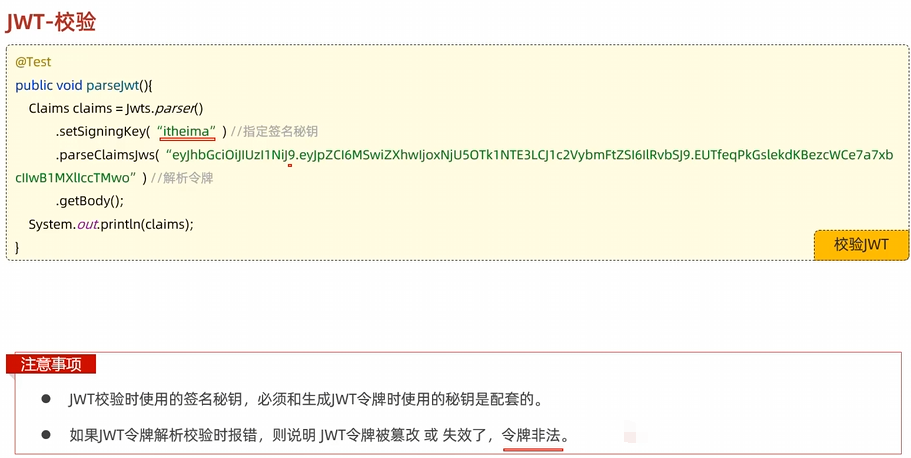 JWT-校验
@Test
public void parseJwt(){
Claims claims = Jwts.parser()
.setSigningKey( “itheima” ) //指定签名秘钥
.parseClaimsJws( “eyJhbGciOiJIUzI1NiJ9.eyJpZCI6MSwiZXhwIjoxNjU5OTk1NTE3LCJ1c2VybmFtZSI6IlRvbSJ9.EUTfeqPkGslekdKBezcWCe7a7xb
cIIwB1MXlIccTMwo” ) //解析令牌
.getBody();
System.out.println(claims);
}
校验JWT
注意事项
● JWT校验时使用的签名秘钥，必须和生成JWT令牌时使用的秘钥是配套的。
● 如果JWT令牌解析校验时报错，则说明 JWT令牌被篡改 或 失效了，令牌非法。